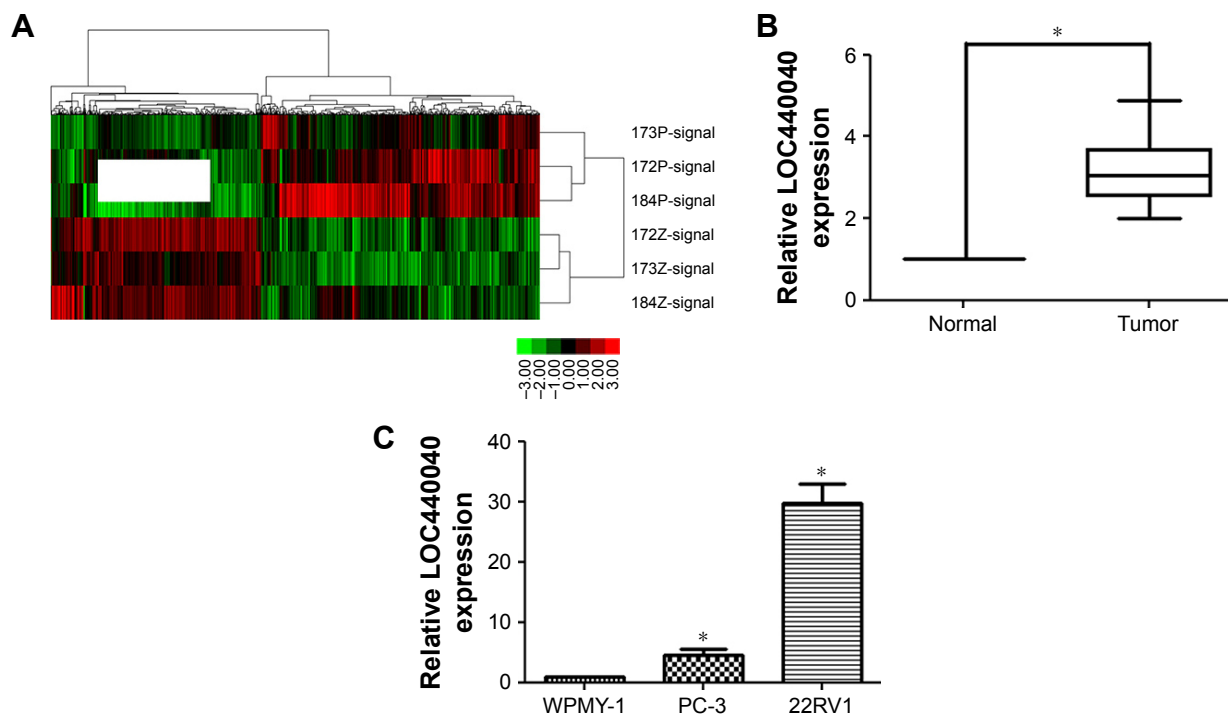 A
173P-signal
172P-signal
184P-signal
172Z-signal
173Z-signal
184Z-signal
–3.00
–2.00
–1.00
0.00
1.00
2.00
3.00
B
Relative LOC440040
expression
6
4
2
0
*
Normal
Tumor
C
Relative LOC440040
expression
40
30
20
10
0
*
*
WPMY-1
PC-3
22RV1